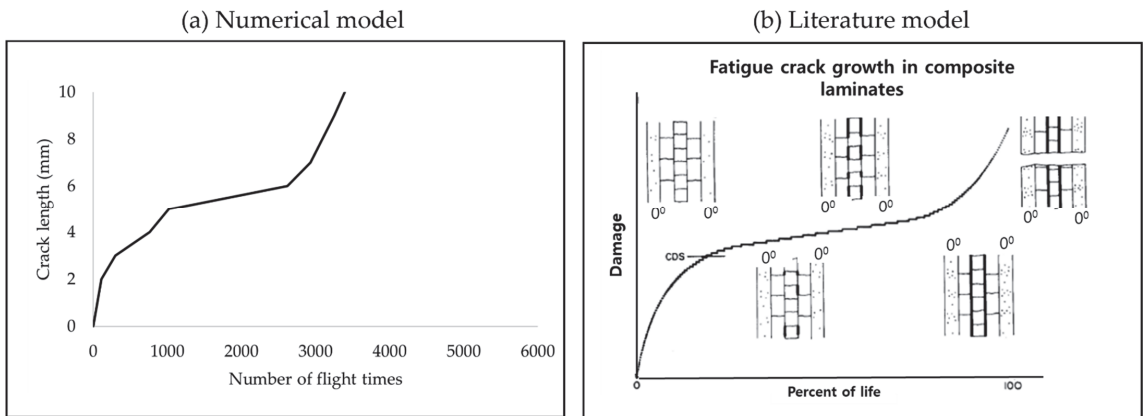 (a) Numerical model
10
8
6
4
2
0
Crack length (mm)
0 1000 2000 3000 4000 5000 6000
Number of flight times
(b) Literature model
Fatigue crack growth in composite
laminates
Damage
0⁰ 0⁰
0⁰ 0⁰
0⁰ 0⁰
CDS
0⁰ 0⁰
0⁰ 0⁰
0 100
Percent of life